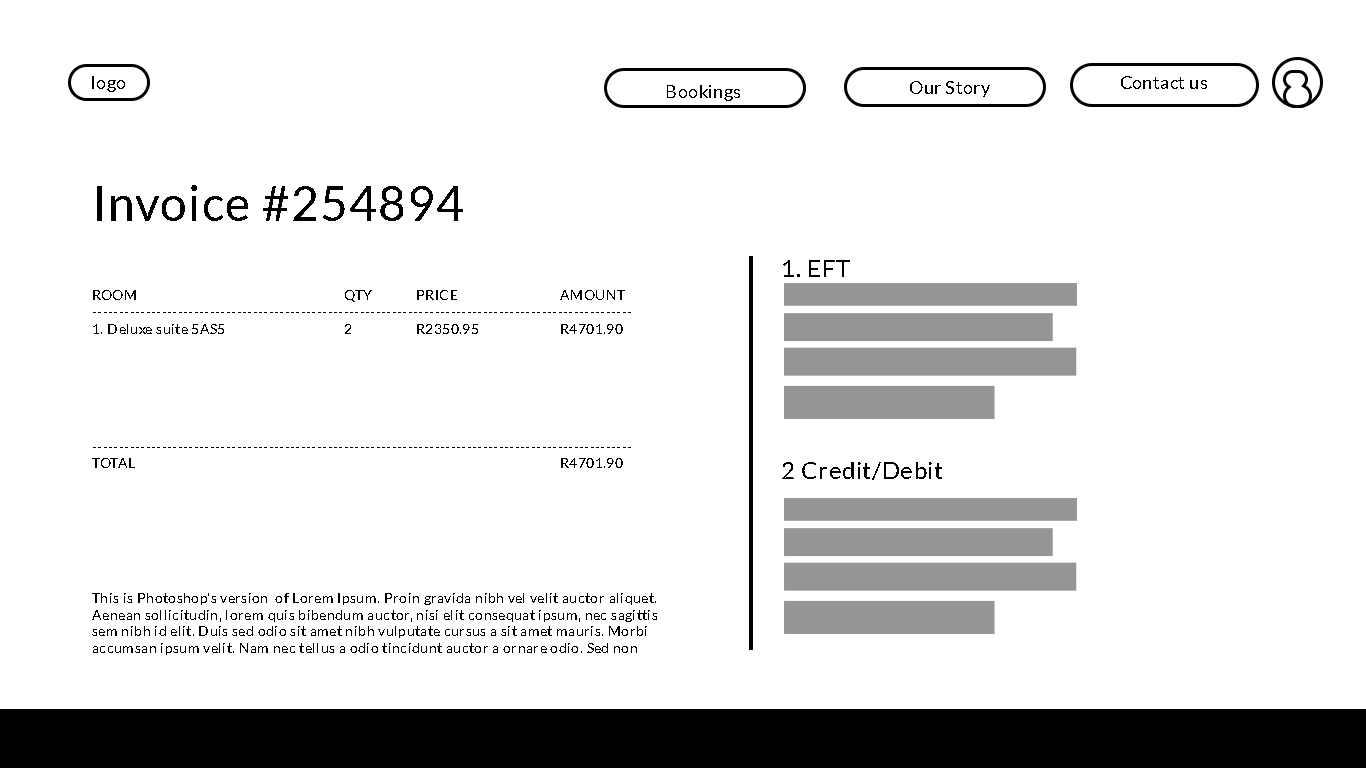 logo
Bookings
Our Story
Contact us
Invoice #254894
ROOM QTY PRICE AMOUNT
1. Deluxe suite 5AS5 2 R2350.95 R4701.90
TOTAL R4701.90
This is Photoshop's version  of Lorem Ipsum. Proin gravida nibh vel velit auctor aliquet.
Aenean sollicitudin, lorem quis bibendum auctor, nisi elit consequat ipsum, nec sagittis
sem nibh id elit. Duis sed odio sit amet nibh vulputate cursus a sit amet mauris. Morbi
accumsan ipsum velit. Nam nec tellus a odio tincidunt auctor a ornare odio. Sed non
1. EFT
2 Credit/Debit